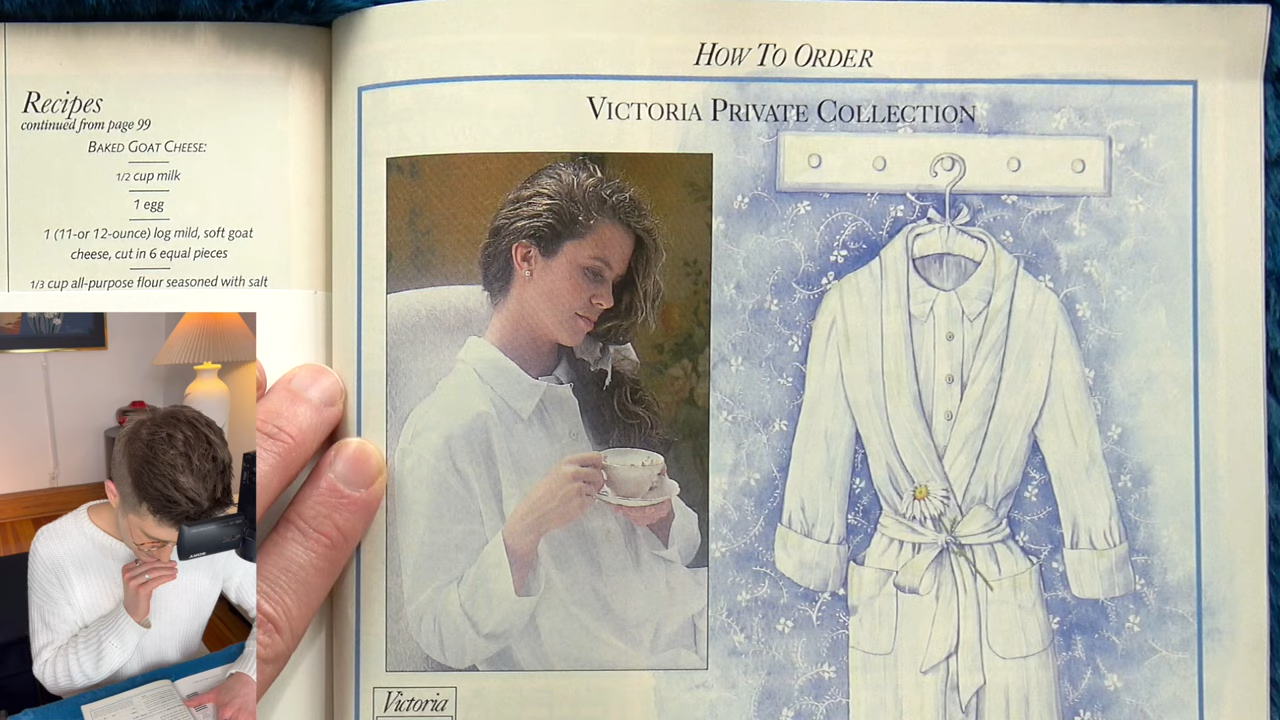 Recipes
continued from page 99
BAKED GOAT CHEESE:
1/2 cup milk
1 egg
1 (11-or 12-ounce) log mild, soft goat
cheese, cut in 6 equal pieces
1/3 cup all-purpose flour seasoned with salt
HOW TO ORDER
VICTORIA PRIVATE COLLECTION
Victoria
SONY